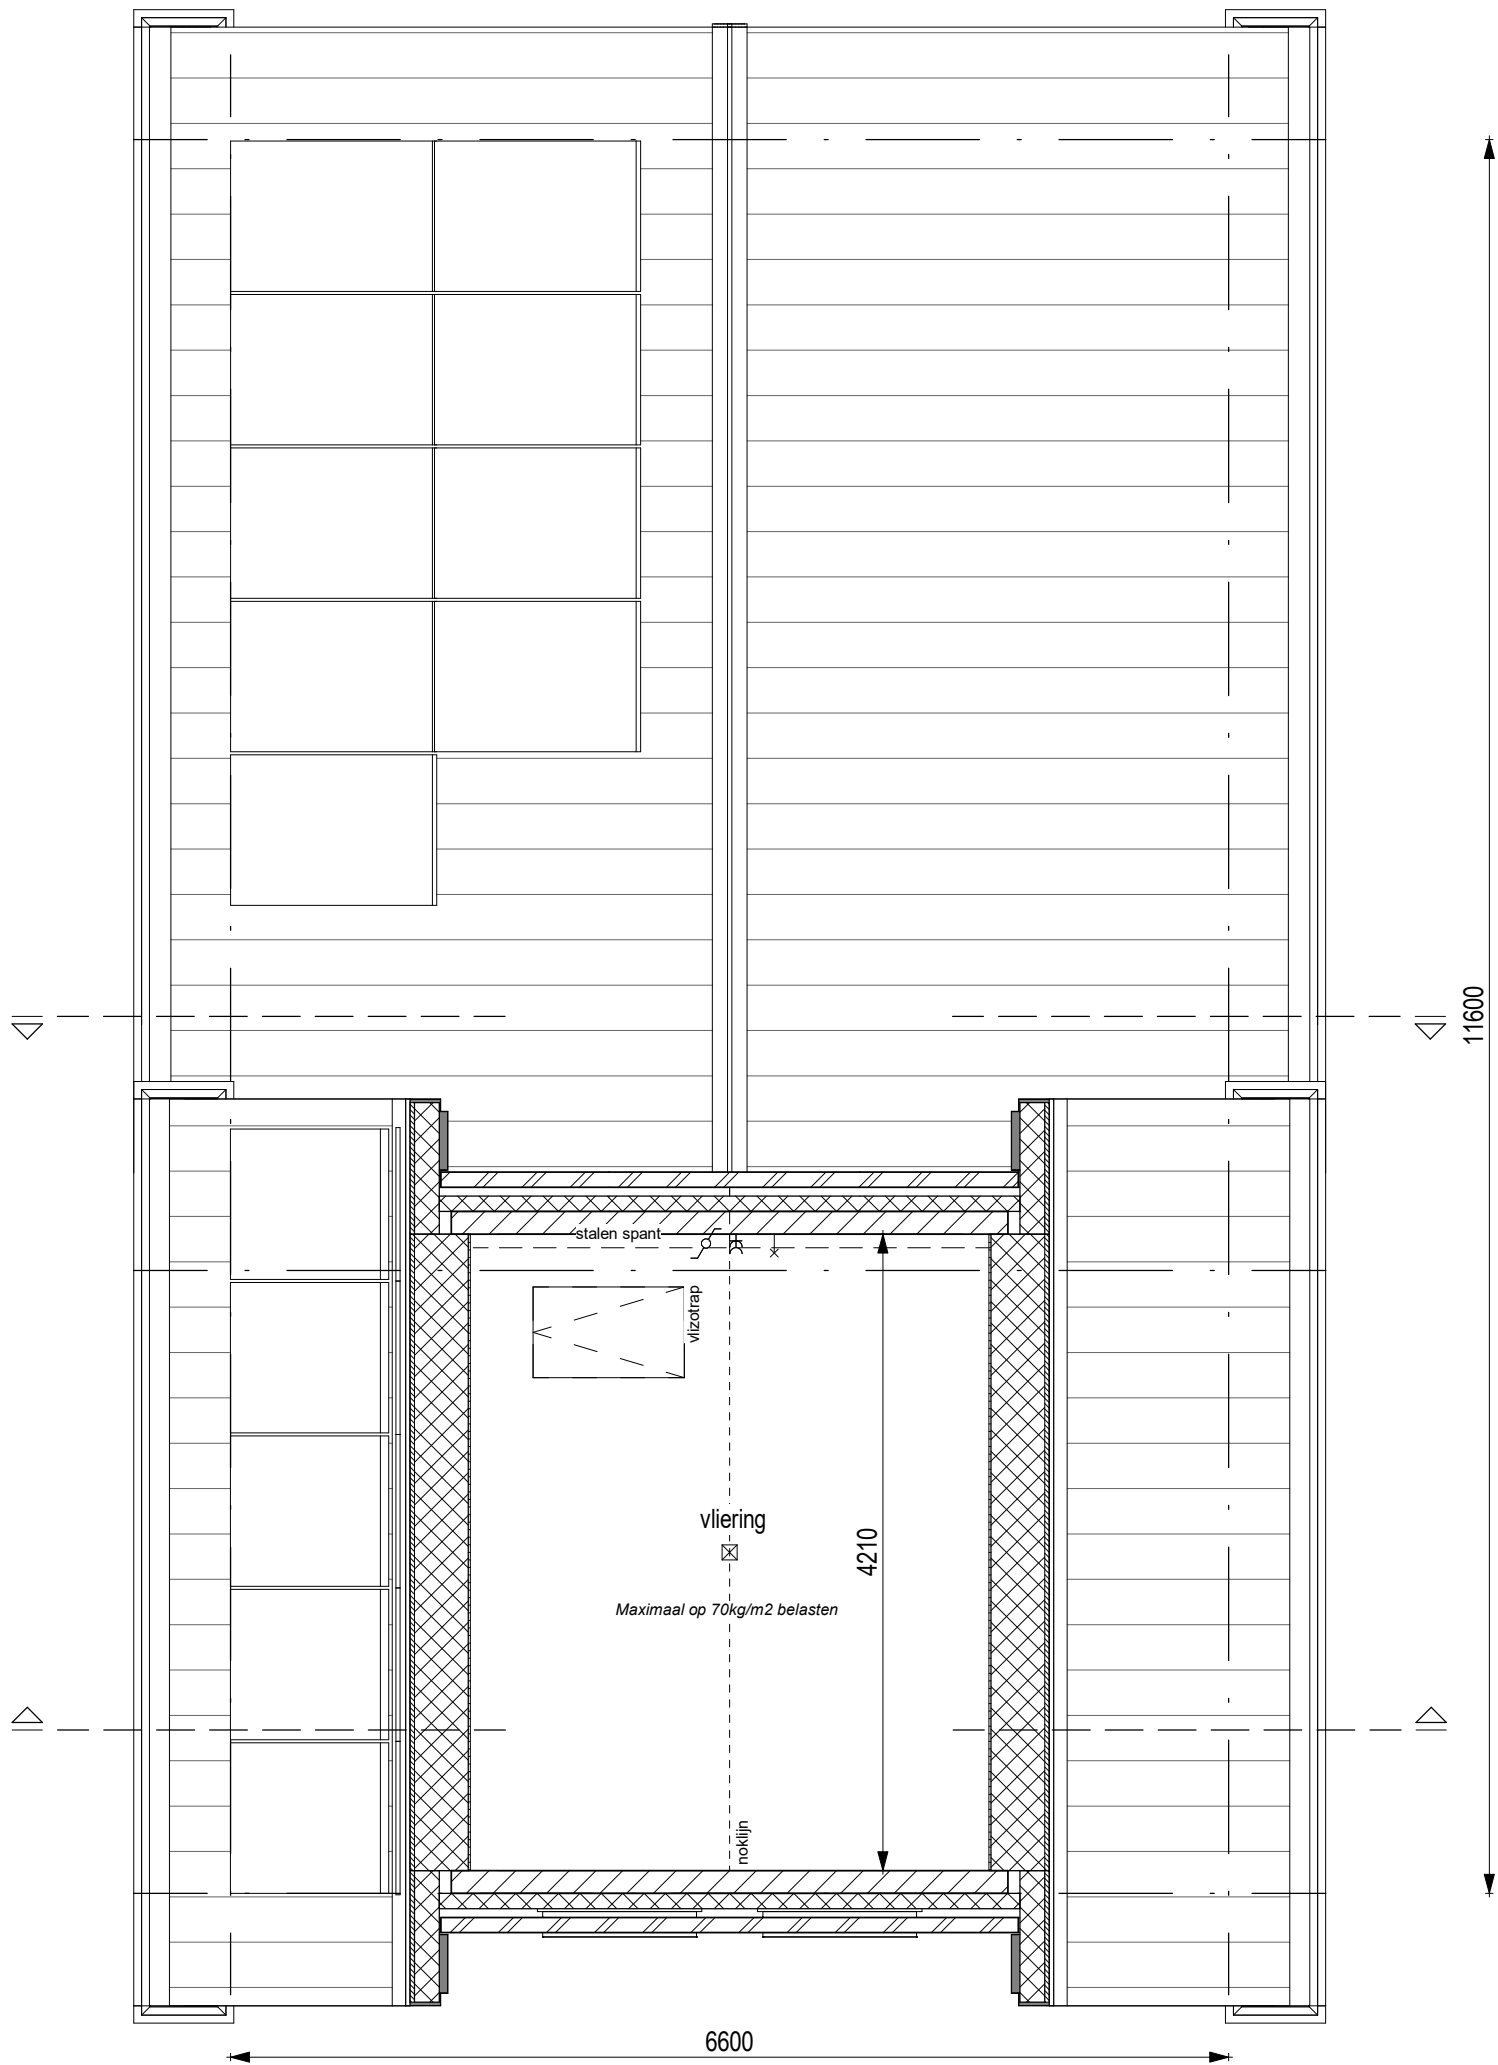 11600
stalen spant
vlizotrap
vliering
4210
Maximaal op 70kg/m2 belasten
noklijn
6600